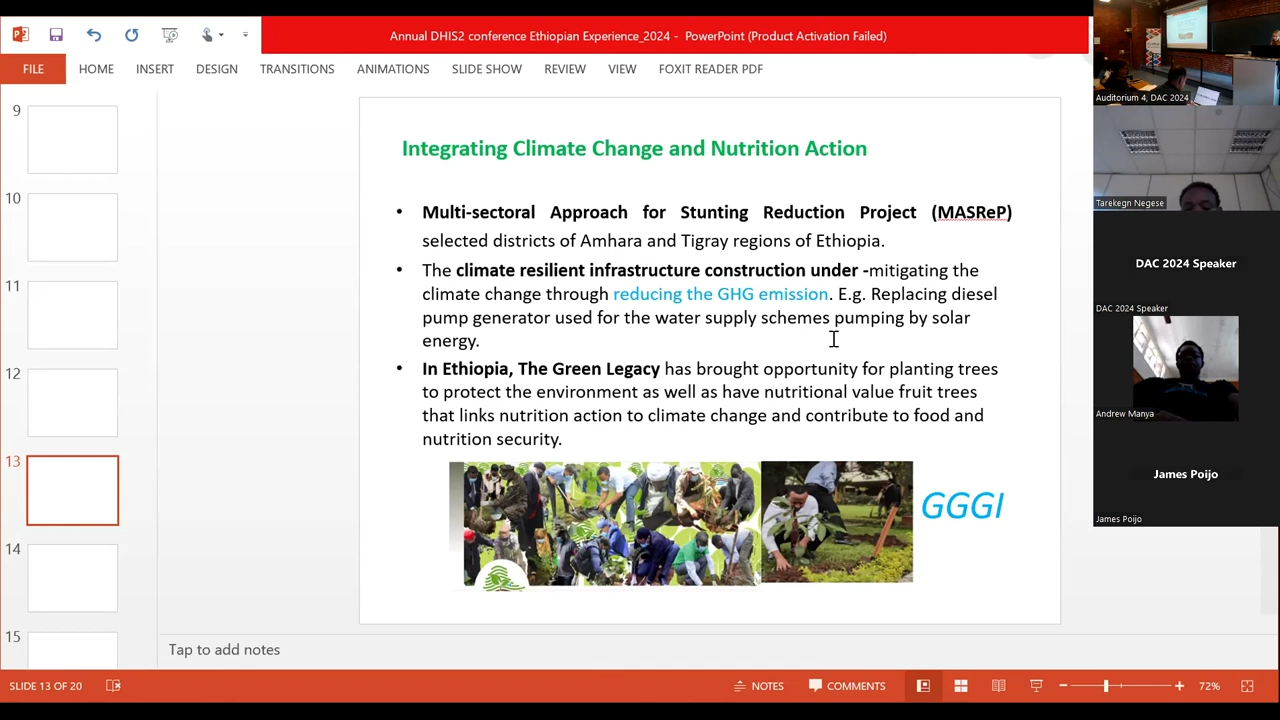 Annual DHIS2 conference Ethiopian Experience_2024 - PowerPoint (Product Activation Failed)
FILE HOME INSERT DESIGN TRANSITIONS ANIMATIONS SLIDE SHOW REVIEW VIEW FOXIT READER PDF
9
10
11
12
13
14
15
Integrating Climate Change and Nutrition Action
• Multi-sectoral Approach for Stunting Reduction Project (MASReP)
selected districts of Amhara and Tigray regions of Ethiopia.
• The climate resilient infrastructure construction under -mitigating the
climate change through reducing the GHG emission. E.g. Replacing diesel
pump generator used for the water supply schemes pumping by solar
energy.
• In Ethiopia, The Green Legacy has brought opportunity for planting trees
to protect the environment as well as have nutritional value fruit trees
that links nutrition action to climate change and contribute to food and
nutrition security.
GGGI
Tap to add notes
SLIDE 13 OF 20 NOTES COMMENTS 72%
Auditorium 4, DAC 2024
Tarekegn Negese
DAC 2024 Speaker
DAC 2024 Speaker
Andrew Manya
James Poijo
James Poijo